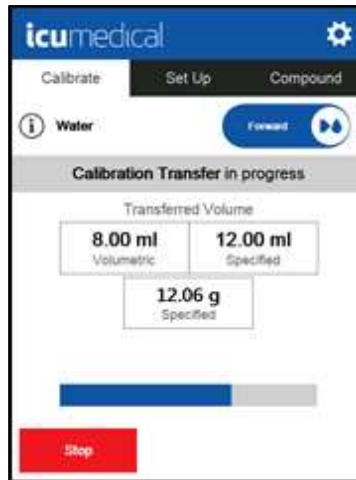 icumedical
Calibrate Set Up Compound
i Water Forward
Calibration Transfer in progress
Transferred Volume
8.00 ml 12.00 ml
Volumetric Specified
12.06 g
Specified
Stop